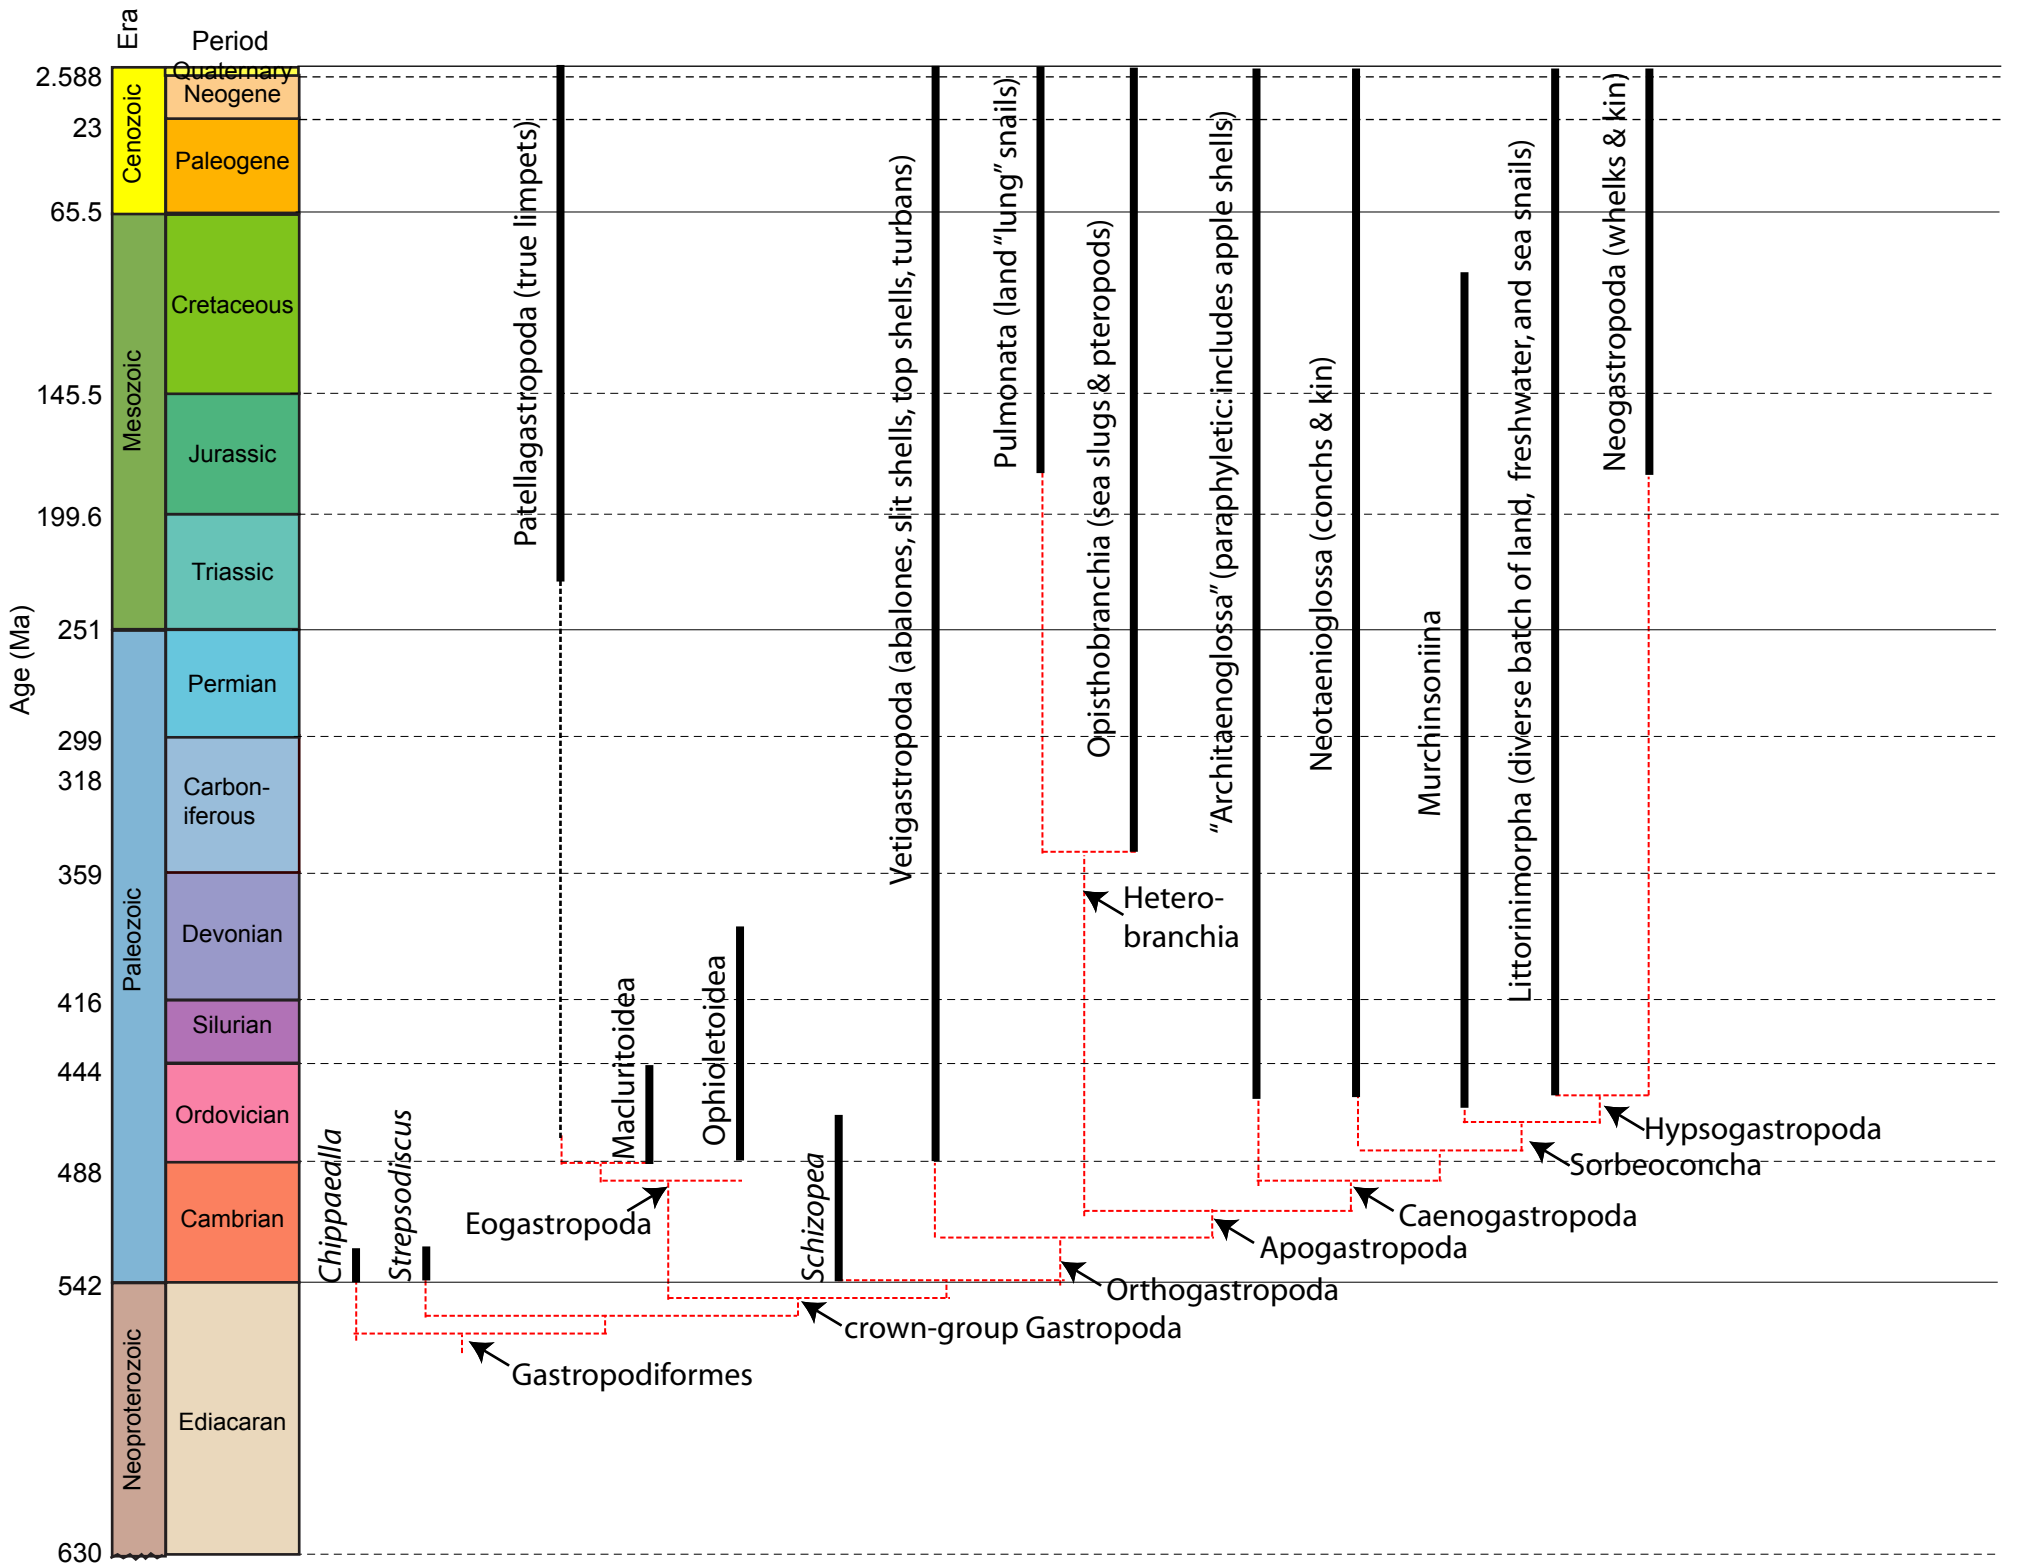 Era
Period
Age (Ma)
2.588
23
65.5
145.5
199.6
251
299
318
359
416
444
488
542
630
Cenozoic
Mesozoic
Paleozoic
Neoproterozoic
Quaternary
Neogene
Paleogene
Cretaceous
Jurassic
Triassic
Permian
Carbon-
iferous
Devonian
Silurian
Ordovician
Cambrian
Ediacaran
Chippaealla
Strepsodiscus
Patellagastropoda (true limpets)
Macluritoidea
Ophioletoidea
Schizopea
Vetigastropoda (abalones, slit shells, top shells, turbans)
Pulmonata (land “lung” snails)
Opisthobranchia (sea slugs & pteropods)
“Architaenoglossa” (paraphyletic: includes apple shells)
Neotaenioglossa (conchs & kin)
Murchinsoniina
Littorinimorpha (diverse batch of land, freshwater, and sea snails)
Neogastropoda (whelks & kin)
Hetero-
branchia
Hypsogastropoda
Sorbeoconcha
Caenogastropoda
Apogastropoda
Orthogastropoda
Eogastropoda
crown-group Gastropoda
Gastropodiformes